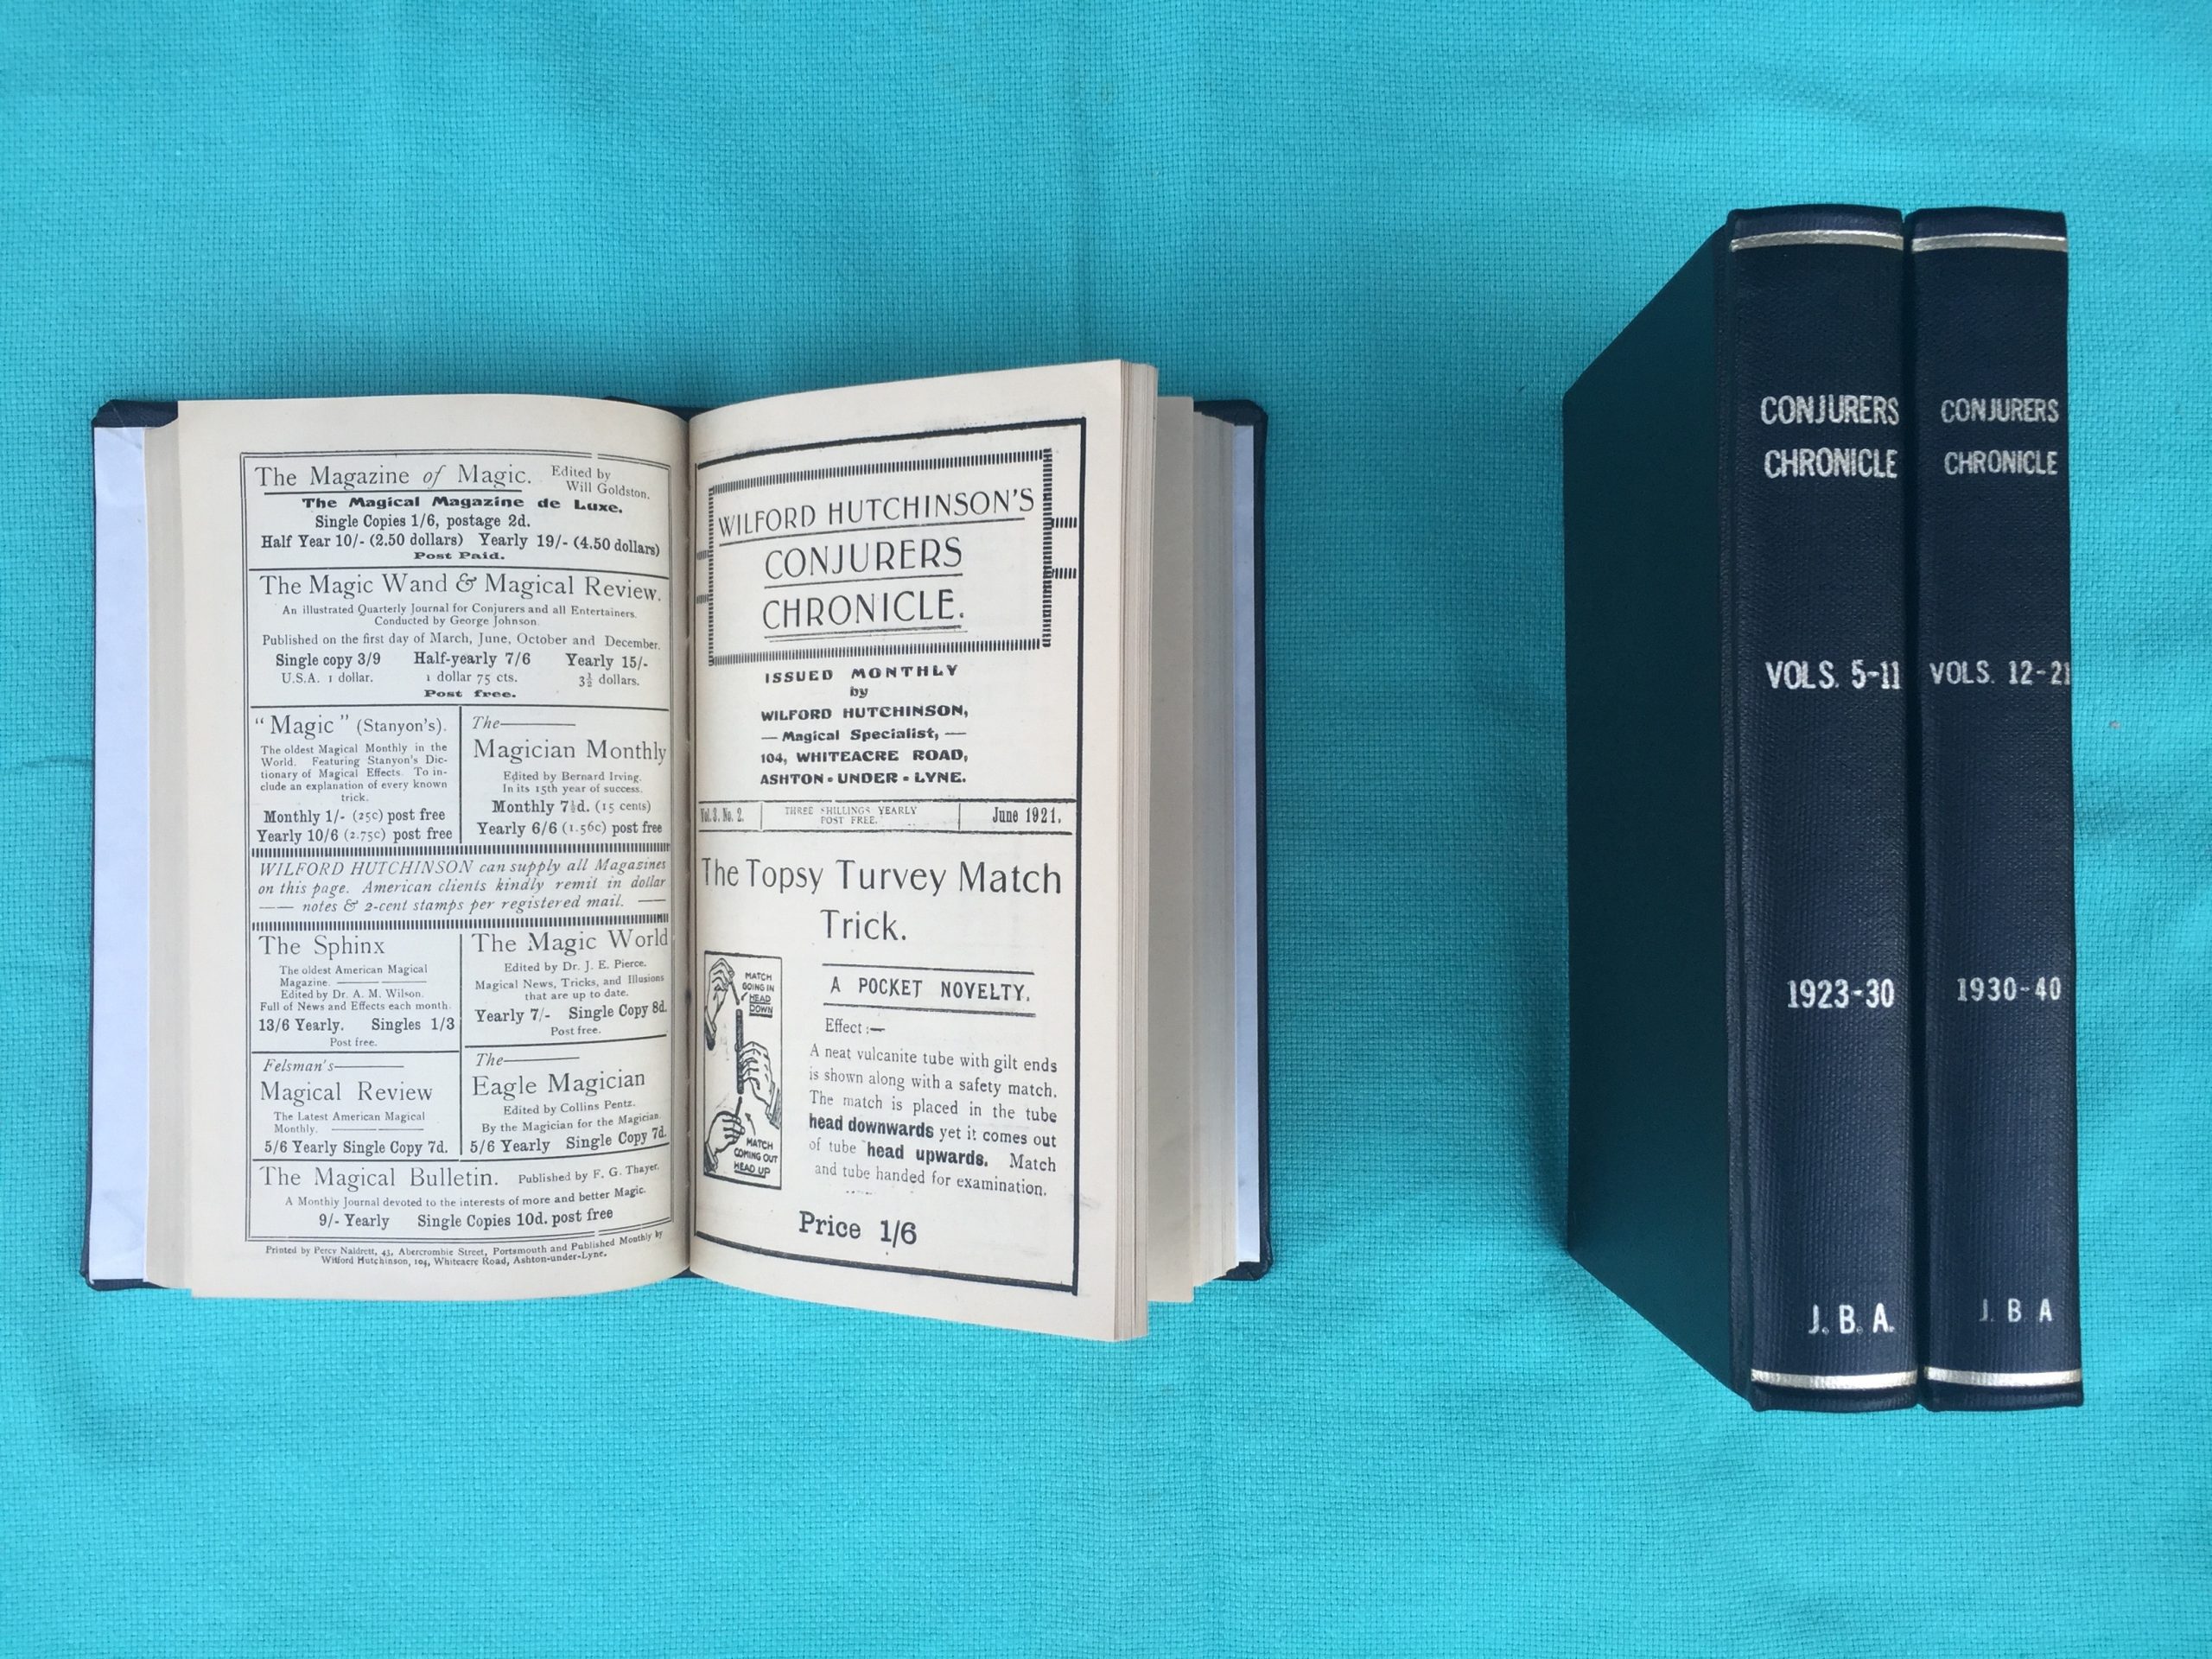 The Magazine of Magic. Edited by
Will Goldston.
The Magical Magazine de Luxe.
Single Copies 1/6, postage 2d.
Half Year 10/- (2.50 dollars) Yearly 19/- (4.50 dollars)
Post Paid.
The Magic Wand & Magical Review.
An illustrated Quarterly Journal for Conjurers and all Entertainers.
Conducted by George Johnson.
Published on the first day of March, June, October and December.
Single copy 3/9 Half-yearly 7/6 Yearly 15/-
U.S.A. 1 dollar. 1 dollar 75 cts. 3½ dollars.
Post free.
"Magic" (Stanyon's).
The oldest Magical Monthly in the
World. Featuring Stanyon's Dic-
tionary of Magical Effects. To in-
clude an explanation of every known
trick.
Monthly 1/- (25c) post free
Yearly 10/6 (2.75c) post free
The
Magician Monthly
Edited by Bernard Irving.
In its 15th year of success.
Monthly 7½d. (15 cents)
Yearly 6/6 (1.56c) post free
WILFORD HUTCHINSON can supply all Magazines
on this page. American clients kindly remit in dollar
—— notes & 2-cent stamps per registered mail. ——
The Sphinx
The oldest American Magical
Magazine.
Edited by Dr. A. M. Wilson.
Full of News and Effects each month.
13/6 Yearly. Singles 1/3
Post free.
The Magic World
Edited by Dr. J. E. Pierce.
Magical News, Tricks, and Illusions
that are up to date.
Yearly 7/- Single Copy 8d.
Post free.
Felsman's
Magical Review
The Latest American Magical
Monthly.
5/6 Yearly Single Copy 7d.
The
Eagle Magician
Edited by Collins Pentz.
By the Magician for the Magician.
5/6 Yearly Single Copy 7d.
The Magical Bulletin. Published by F. G. Thayer.
A Monthly Journal devoted to the interests of more and better Magic.
9/- Yearly Single Copies 10d. post free
Printed by Percy Naldrett, 43, Abercrombie Street, Portsmouth and Published Monthly by
Wilford Hutchinson, 104, Whiteacre Road, Ashton-under-Lyne.
WILFORD HUTCHINSON'S
CONJURERS
CHRONICLE.
ISSUED MONTHLY
by
WILFORD HUTCHINSON,
— Magical Specialist, —
104, WHITEACRE ROAD,
ASHTON-UNDER-LYNE.
Vol. 3. No. 2. THREE SHILLINGS YEARLY
POST FREE. June 1921.
The Topsy Turvey Match
Trick.
MATCH
GOING IN
HEAD
DOWN
MATCH
COMING OUT
HEAD UP
A POCKET NOVELTY.
Effect :—
A neat vulcanite tube with gilt ends
is shown along with a safety match.
The match is placed in the tube
head downwards yet it comes out
of tube head upwards. Match
and tube handed for examination.
Price 1/6
CONJURERS
CHRONICLE
VOLS. 5-11
1923-30
J. B. A.
CONJURERS
CHRONICLE
VOLS. 12-21
1930-40
J. B A